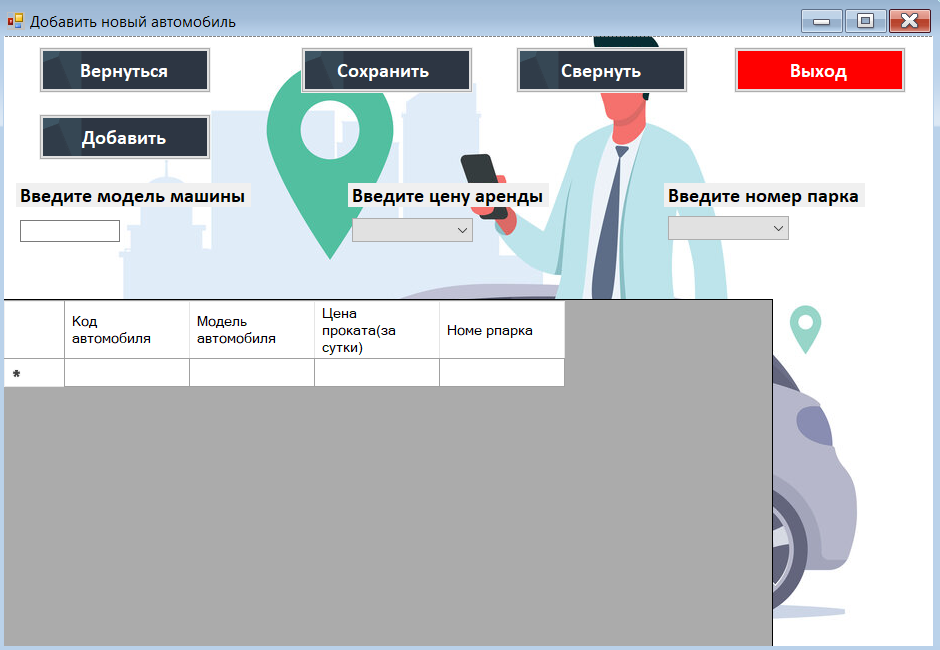 Добавить новый автомобиль
Вернуться
Сохранить
Свернуть
Выход
Добавить
Введите модель машины
Введите цену аренды
Введите номер парка
Код
автомобиля
Модель
автомобиля
Цена
проката(за
сутки)
Номе рпарка
*